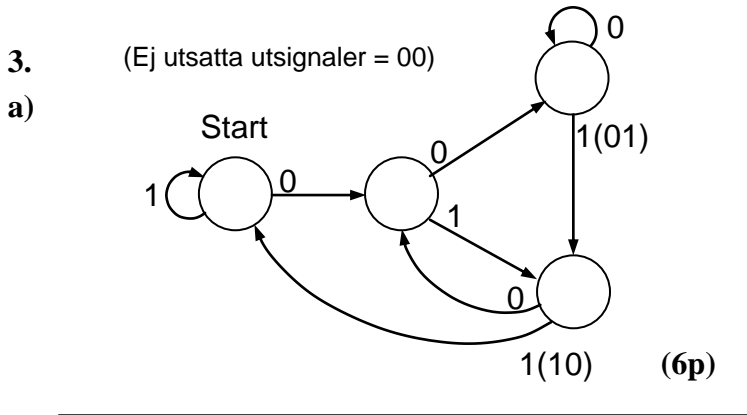 3.
(Ej utsatta utsignaler = 00)
0
a)
Start
1(01)
0
1
0
1
0
1(10)
(6p)